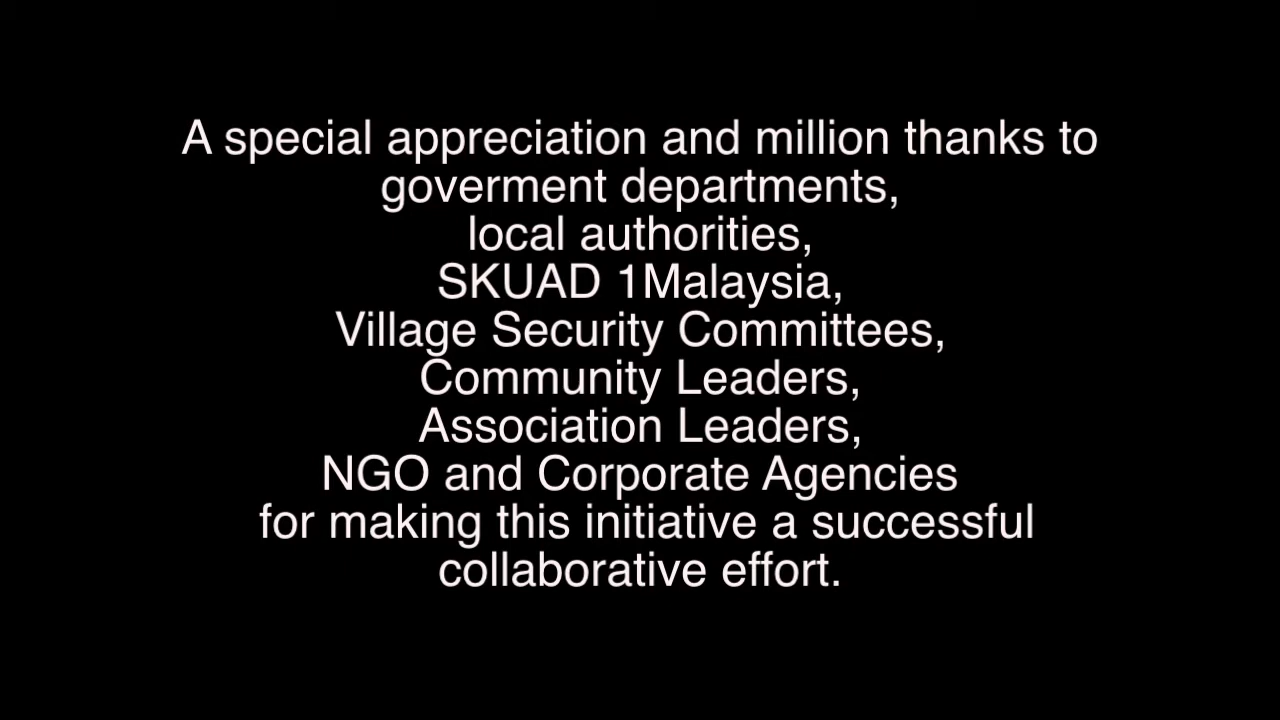 A special appreciation and million thanks to
goverment departments,
local authorities,
SKUAD 1Malaysia,
Village Security Committees,
Community Leaders,
Association Leaders,
NGO and Corporate Agencies
for making this initiative a successful
collaborative effort.